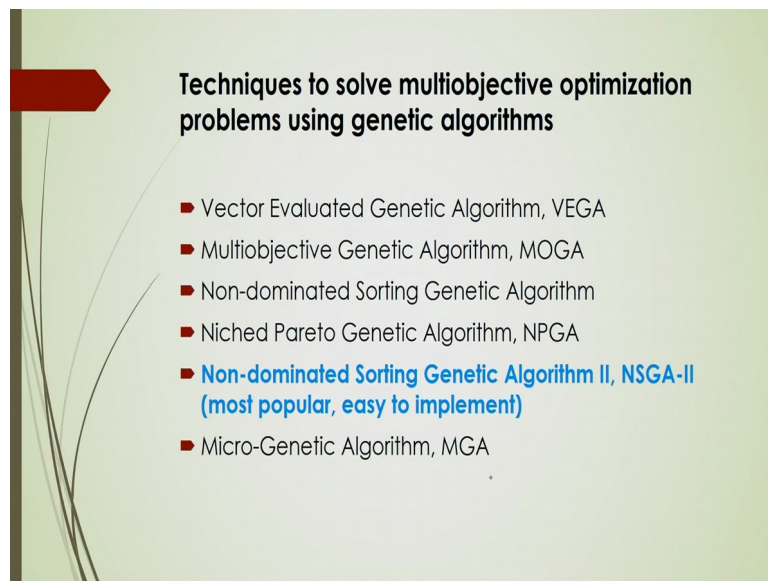 Techniques to solve multiobjective optimization
problems using genetic algorithms
Vector Evaluated Genetic Algorithm, VEGA
Multiobjective Genetic Algorithm, MOGA
Non-dominated Sorting Genetic Algorithm
Niched Pareto Genetic Algorithm, NPGA
Non-dominated Sorting Genetic Algorithm II, NSGA-II
(most popular, easy to implement)
Micro-Genetic Algorithm, MGA